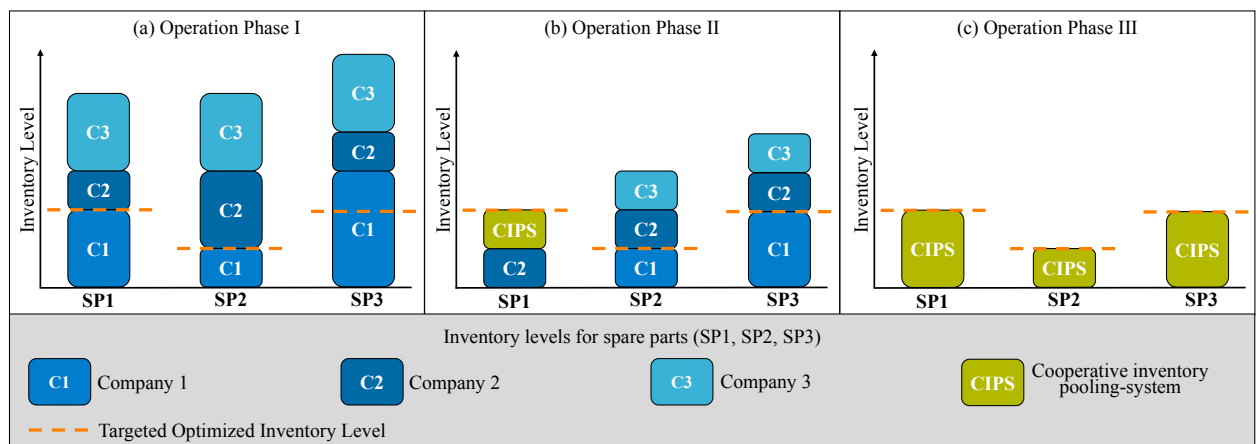 (a) Operation Phase I
(b) Operation Phase II
(c) Operation Phase III
Inventory Level
C3
C2
C1
SP1
C3
C2
C1
SP2
C3
C2
C1
SP3
Inventory Level
CIPS
C2
SP1
C3
C2
C1
SP2
C3
C2
C1
SP3
Inventory Level
CIPS
SP1
CIPS
SP2
CIPS
SP3
Inventory levels for spare parts (SP1, SP2, SP3)
C1 Company 1
C2 Company 2
C3 Company 3
CIPS Cooperative inventory
pooling-system
Targeted Optimized Inventory Level